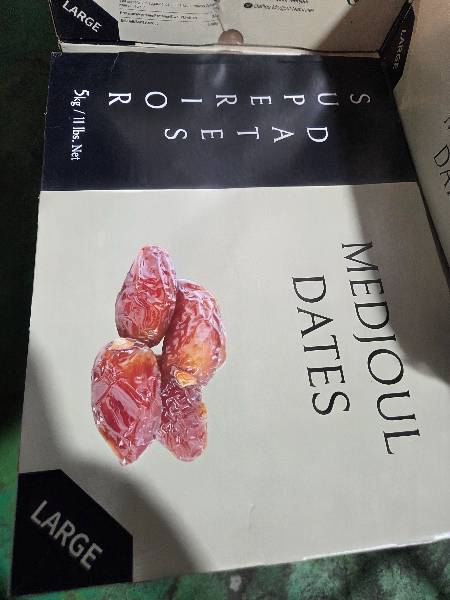 LARGE
LARGE
SUPERIOR
DATES
5kg / 11 lbs. Net
MEDJOUL
DATES
LARGE